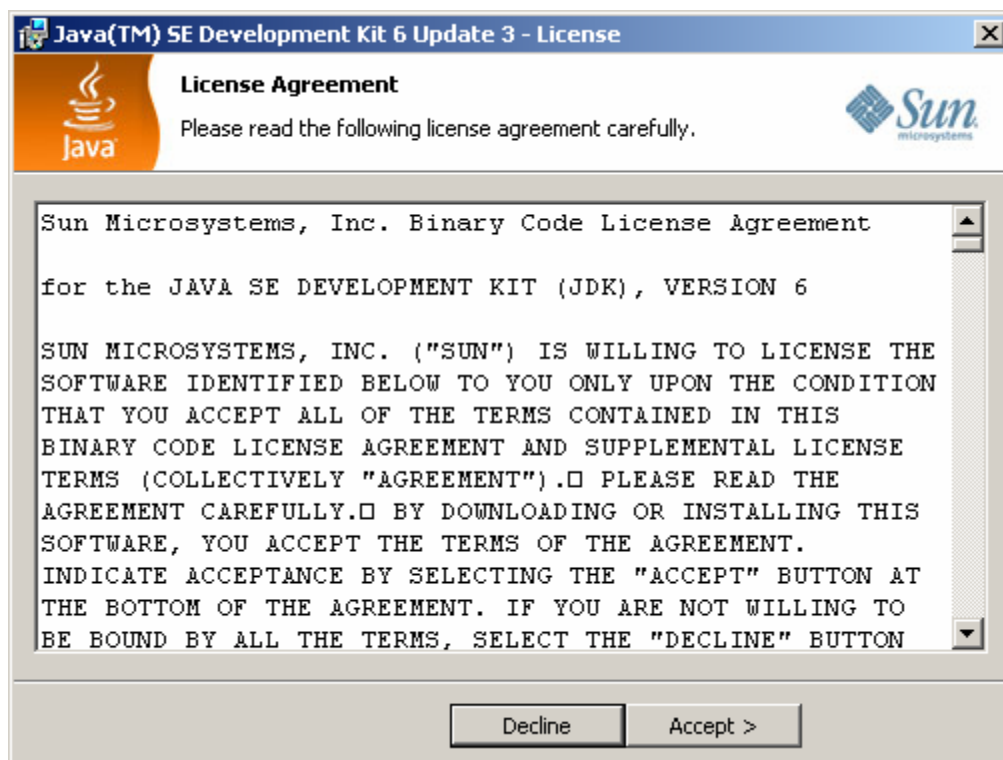 Java(TM) SE Development Kit 6 Update 3 - License
License Agreement
Please read the following license agreement carefully.
Java
Sun
microsystems
Sun Microsystems, Inc. Binary Code License Agreement
for the JAVA SE DEVELOPMENT KIT (JDK), VERSION 6
SUN MICROSYSTEMS, INC. ("SUN") IS WILLING TO LICENSE THE
SOFTWARE IDENTIFIED BELOW TO YOU ONLY UPON THE CONDITION
THAT YOU ACCEPT ALL OF THE TERMS CONTAINED IN THIS
BINARY CODE LICENSE AGREEMENT AND SUPPLEMENTAL LICENSE
TERMS (COLLECTIVELY "AGREEMENT").□ PLEASE READ THE
AGREEMENT CAREFULLY.□ BY DOWNLOADING OR INSTALLING THIS
SOFTWARE, YOU ACCEPT THE TERMS OF THE AGREEMENT.
INDICATE ACCEPTANCE BY SELECTING THE "ACCEPT" BUTTON AT
THE BOTTOM OF THE AGREEMENT. IF YOU ARE NOT WILLING TO
BE BOUND BY ALL THE TERMS, SELECT THE "DECLINE" BUTTON
Decline
Accept >